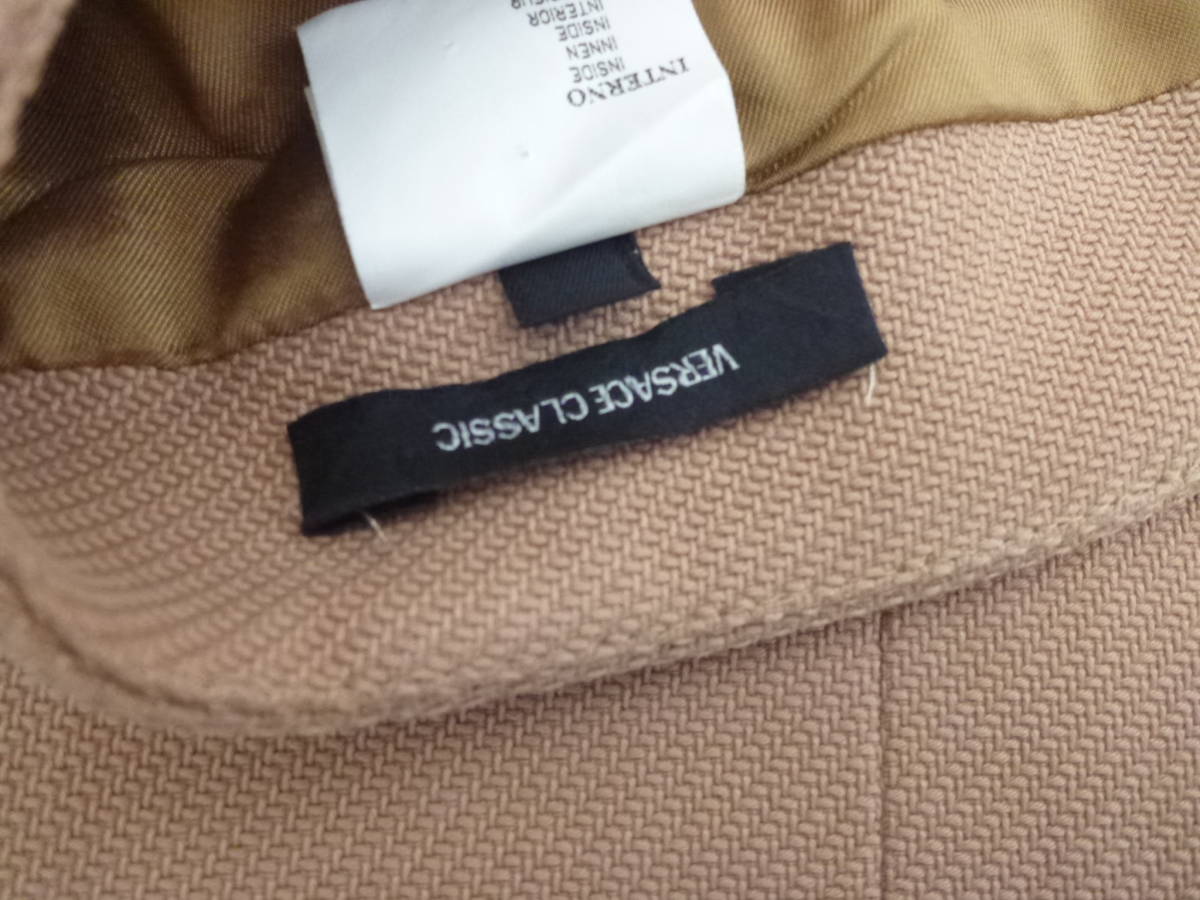 INTERNO
INSIDE
INNEN
INSIDE
INTERIOR
VERSACE CLASSIC